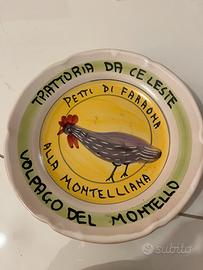 TRATTORIA DA CELESTE
PETTI DI FARAONA
ALLA MONTELLIANA
VOLPAGO DEL MONTELLO
subito